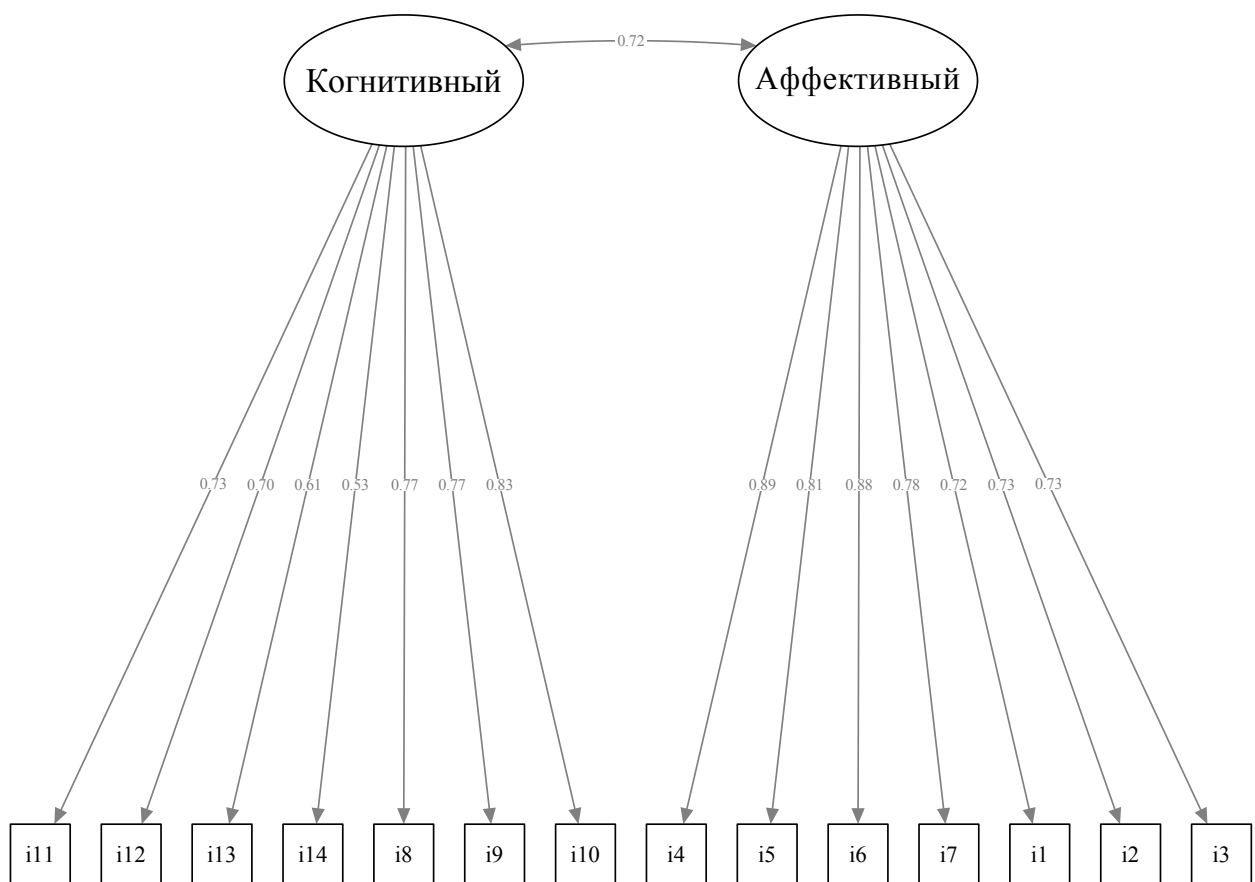 0.72
Когнитивный
Аффективный
0.73 0.70 0.61 0.53 0.77 0.77 0.83 0.89 0.81 0.88 0.78 0.72 0.73 0.73
i11 i12 i13 i14 i8 i9 i10 i4 i5 i6 i7 i1 i2 i3